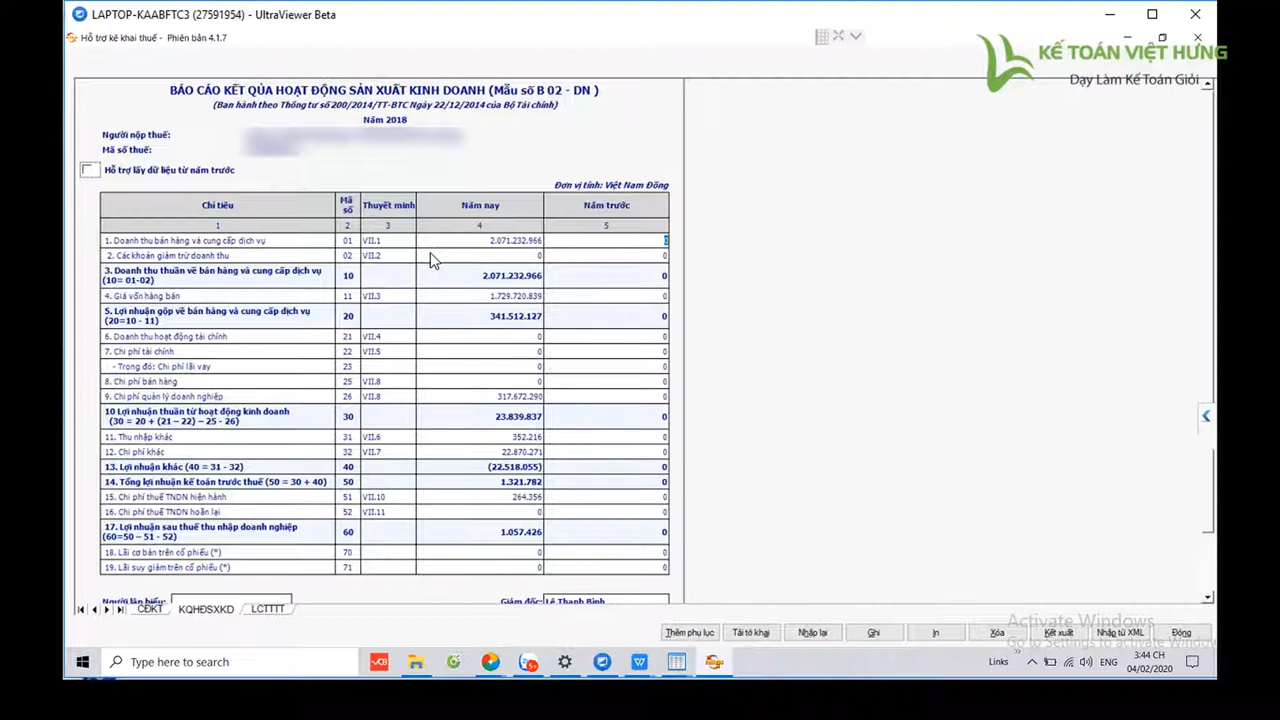 LAPTOP-KAABFTC3 (27591954) - UltraViewer Beta
Hỗ trợ kê khai thuế - Phiên bản 4.1.7
KẾ TOÁN VIỆT HƯNG
Dạy Làm Kế Toán Giỏi
BÁO CÁO KẾT QỦA HOẠT ĐỘNG SẢN XUẤT KINH DOANH (Mẫu số B 02 - DN )
(Ban hành theo Thông tư số 200/2014/TT-BTC Ngày 22/12/2014 của Bộ Tài chính)
Năm 2018
Người nộp thuế:
Mã số thuế:
Hỗ trợ lấy dữ liệu từ năm trước
Đơn vị tính: Việt Nam Đồng
Chỉ tiêu Mã số Thuyết minh Năm nay Năm trước
1 2 3 4 5
1. Doanh thu bán hàng và cung cấp dịch vụ 01 VII.1 2.071.232.966 0
2. Các khoản giảm trừ doanh thu 02 VII.2 0 0
3. Doanh thu thuần về bán hàng và cung cấp dịch vụ
(10= 01-02) 10 2.071.232.966 0
4. Giá vốn hàng bán 11 VII.3 1.729.720.839 0
5. Lợi nhuận gộp về bán hàng và cung cấp dịch vụ
(20=10 - 11) 20 341.512.127 0
6. Doanh thu hoạt động tài chính 21 VII.4 0 0
7. Chi phí tài chính 22 VII.5 0 0
- Trong đó: Chi phí lãi vay 23 0 0
8. Chi phí bán hàng 25 VII.8 0 0
9. Chi phí quản lý doanh nghiệp 26 VII.8 317.672.290 0
10 Lợi nhuận thuần từ hoạt động kinh doanh
(30 = 20 + (21 – 22) – 25 - 26) 30 23.839.837 0
11. Thu nhập khác 31 VII.6 352.216 0
12. Chi phí khác 32 VII.7 22.870.271 0
13. Lợi nhuận khác (40 = 31 - 32) 40 (22.518.055) 0
14. Tổng lợi nhuận kế toán trước thuế (50 = 30 + 40) 50 1.321.782 0
15. Chi phí thuế TNDN hiện hành 51 VII.10 264.356 0
16. Chi phí thuế TNDN hoãn lại 52 VII.11 0 0
17. Lợi nhuận sau thuế thu nhập doanh nghiệp
(60=50 – 51 - 52) 60 1.057.426 0
18. Lãi cơ bản trên cổ phiếu (*) 70 0 0
19. Lãi suy giảm trên cổ phiếu (*) 71 0 0
Người lập biểu: Giám đốc: Lê Thanh Bình
CĐKT KQHĐSXKD LCTTTT
Thêm phụ lục Tải tờ khai Nhập lại Ghi In Xóa Kết xuất Nhập từ XML Đóng
Activate Windows
Go to Settings to activate Windows
Type here to search
VCB
5+
Links
ENG
3:44 CH
04/02/2020